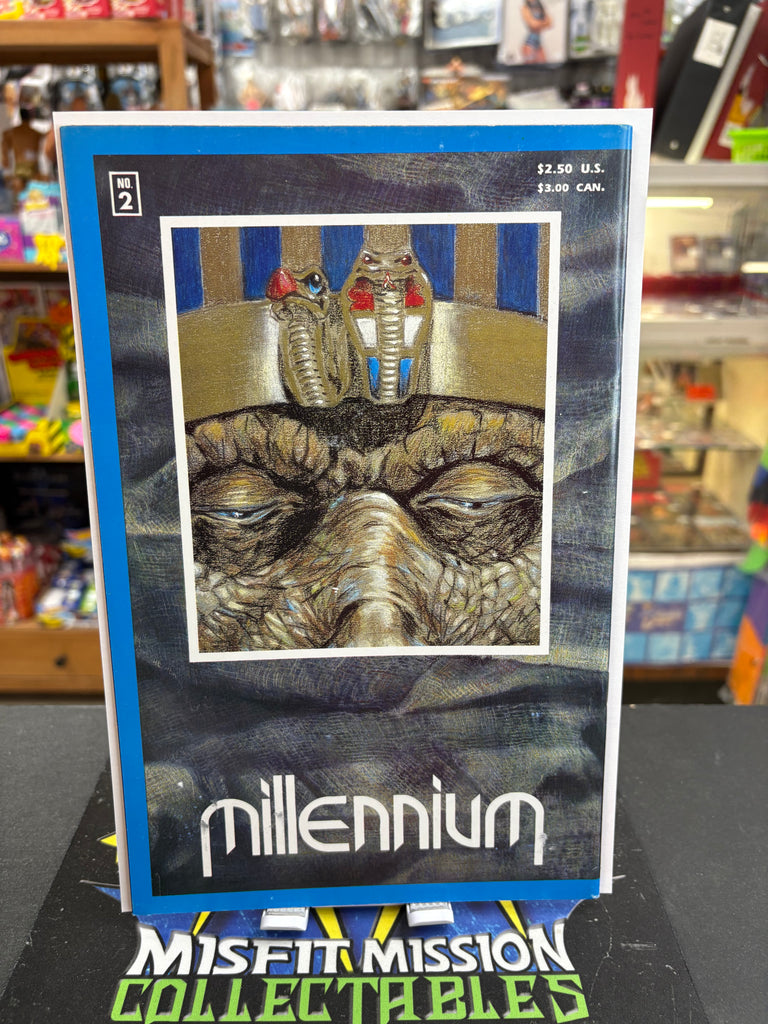 NO.
2
$2.50 U.S.
$3.00 CAN.
millennium
MISFIT MISSION
COLLECTABLES